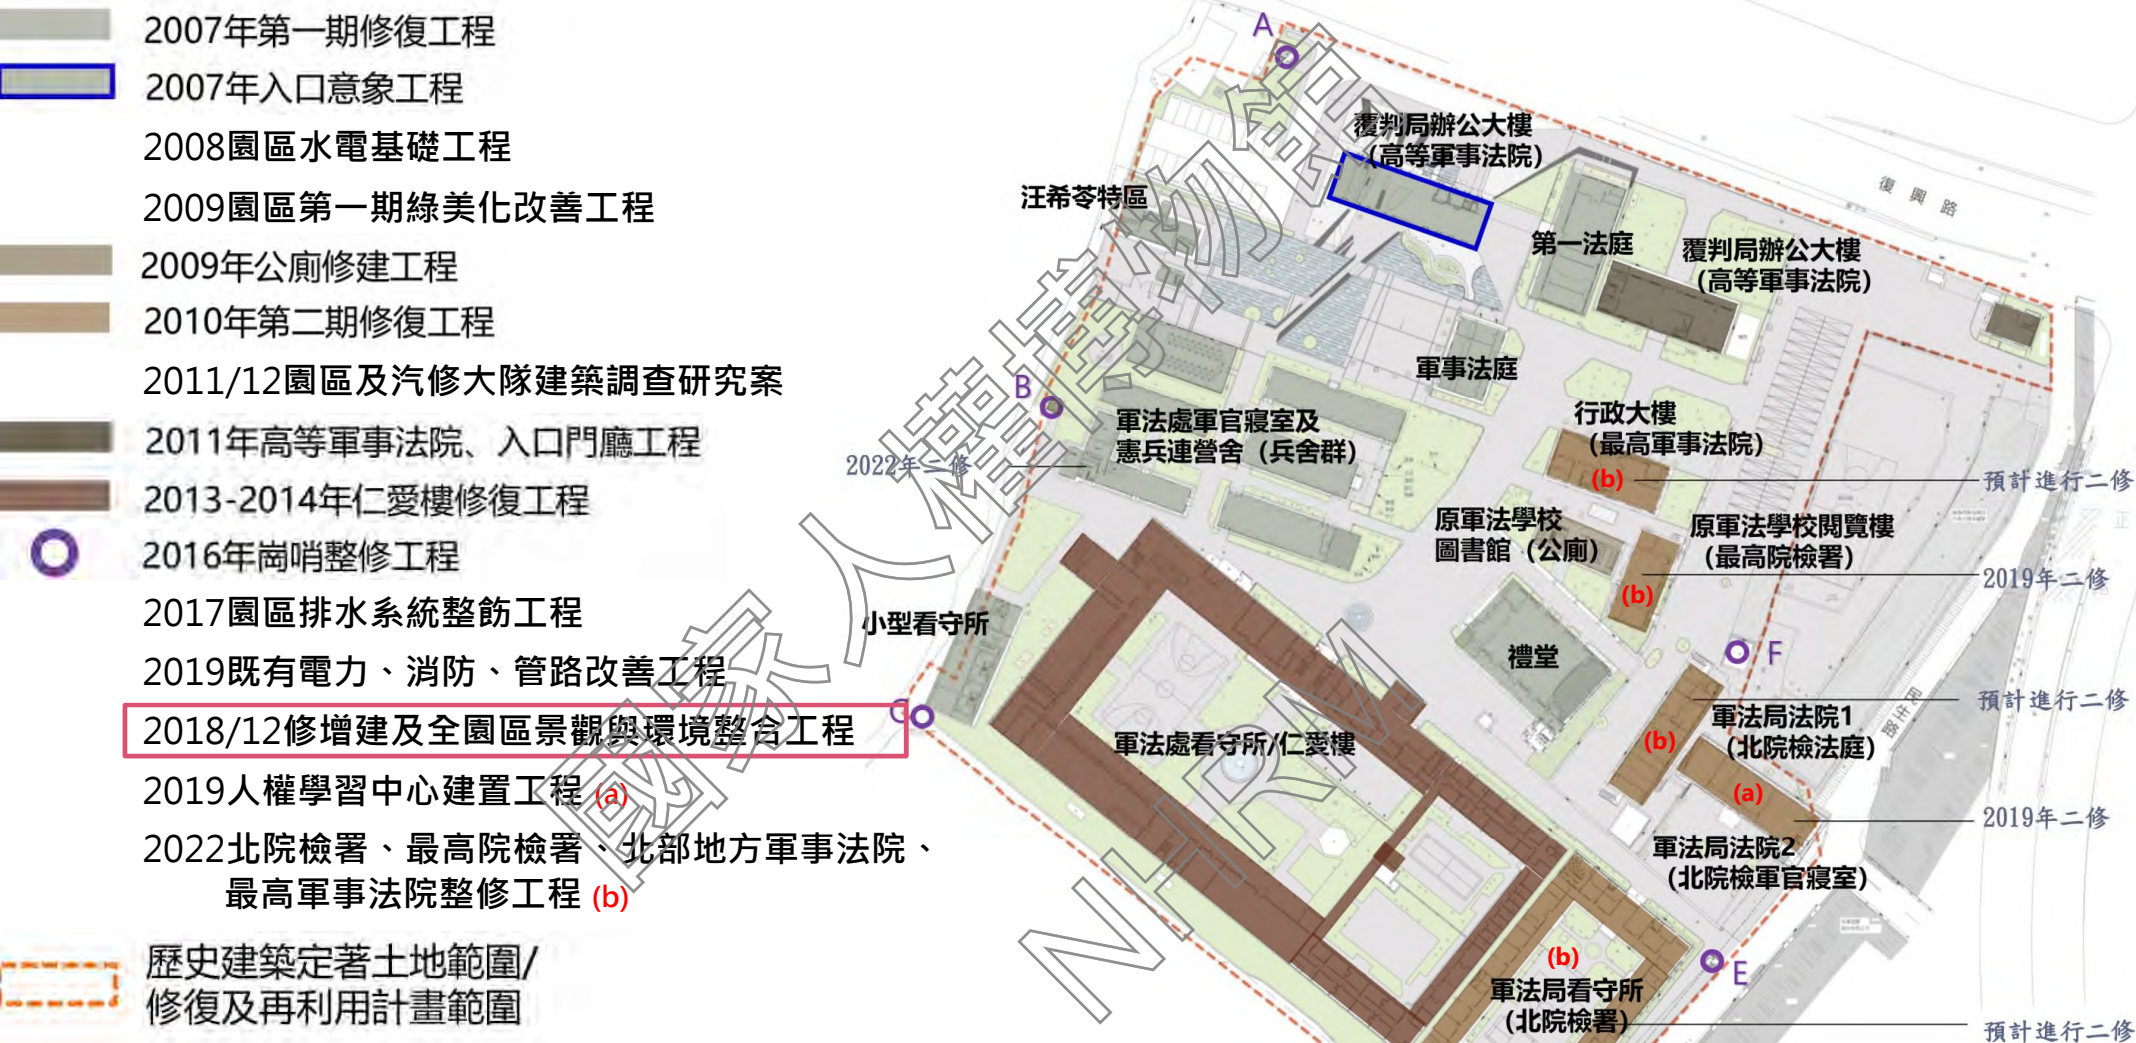 2007年第一期修復工程
2007年入口意象工程
2008園區水電基礎工程
2009園區第一期綠美化改善工程
2009年公廁修建工程
2010年第二期修復工程
2011/12園區及汽修大隊建築調查研究案
2011年高等軍事法院、入口門廳工程
2013-2014年仁愛樓修復工程
2016年崗哨整修工程
2017園區排水系統整飭工程
2019既有電力、消防、管路改善工程
2018/12修增建及全園區景觀與環境整合工程
2019人權學習中心建置工程 (a)
2022北院檢署、最高院檢署、北部地方軍事法院、
最高軍事法院整修工程 (b)
歷史建築定著土地範圍/
修復及再利用計畫範圍
A
覆判局辦公大樓
(高等軍事法院)
汪希苓特區
復興路
第一法庭
覆判局辦公大樓
(高等軍事法院)
軍事法庭
B
軍法處軍官寢室及
憲兵連營舍（兵舍群）
2022年二修
行政大樓
(最高軍事法院)
(b)
預計進行二修
原軍法學校
圖書館（公廁）
原軍法學校閱覽樓
(最高院檢署)
(b)
2019年二修
正
小型看守所
禮堂
F
預計進行二修
民生路
軍法局法院1
(北院檢法庭)
(b)
C
軍法處看守所/仁愛樓
(a)
2019年二修
軍法局法院2
(北院檢軍官寢室)
(b)
E
軍法局看守所
(北院檢署)
預計進行二修
國家人權博物館
NHRM